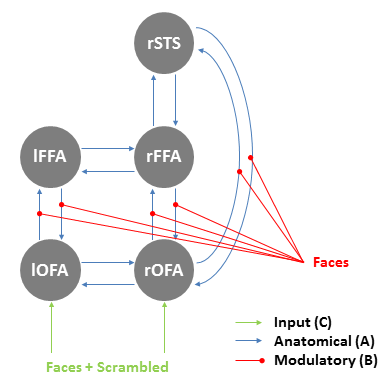 rSTS
lFFA
rFFA
lOFA
rOFA
Faces
Input (C)
Anatomical (A)
Modulatory (B)
Faces + Scrambled